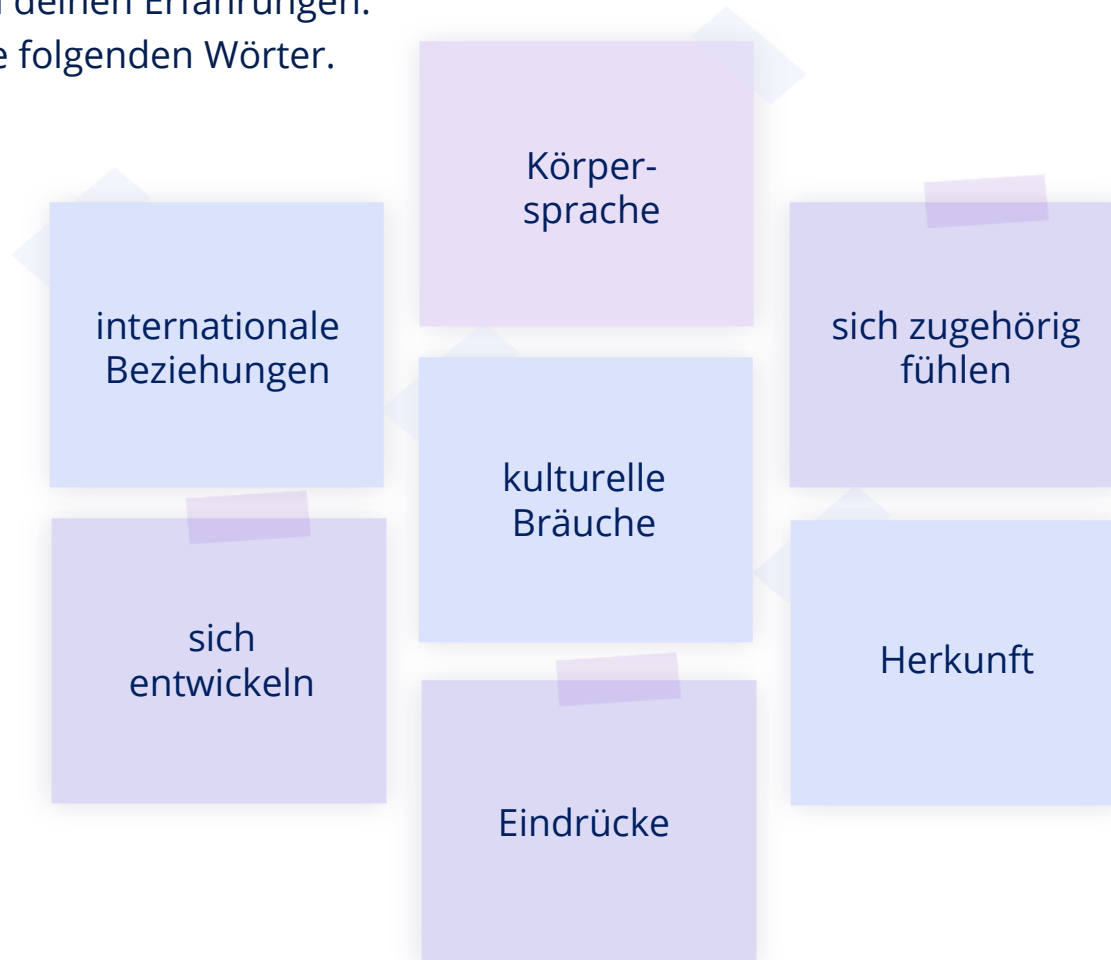 deinen Erfahrungen.
folgenden Wörter.
Körper-
sprache
internationale
Beziehungen
sich zugehörig
fühlen
kulturelle
Bräuche
sich
entwickeln
Herkunft
Eindrücke